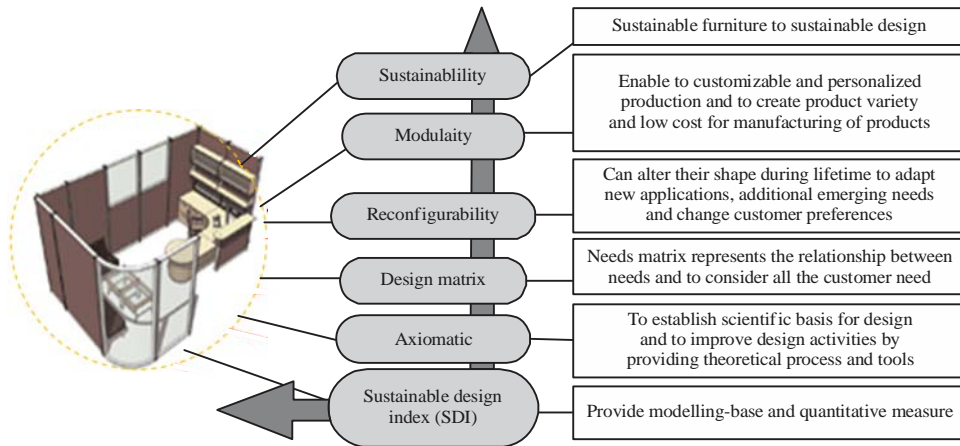 Sustainable furniture to sustainable design
Sustainablility
Enable to customizable and personalized
production and to create product variety
and low cost for manufacturing of products
Modulaity
Can alter their shape during lifetime to adapt
new applications, additional emerging needs
and change customer preferences
Reconfigurability
Needs matrix represents the relationship between
needs and to consider all the customer need
Design matrix
To establish scientific basis for design
and to improve design activities by
providing theoretical process and tools
Axiomatic
Sustainable design
index (SDI)
Provide modelling-base and quantitative measure